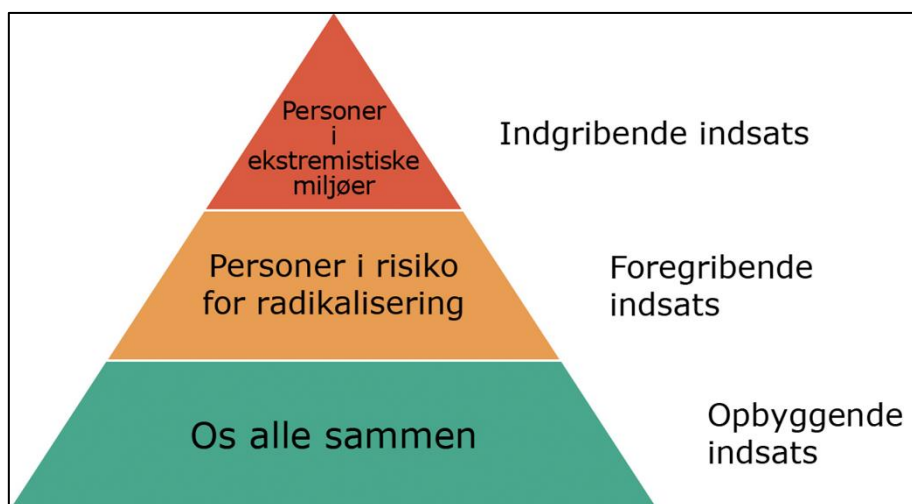 Personer
i
ekstremistiske
miljøer
Indgribende indsats
Personer i risiko
for radikalisering
Foregribende
indsats
Os alle sammen
Opbyggende
indsats